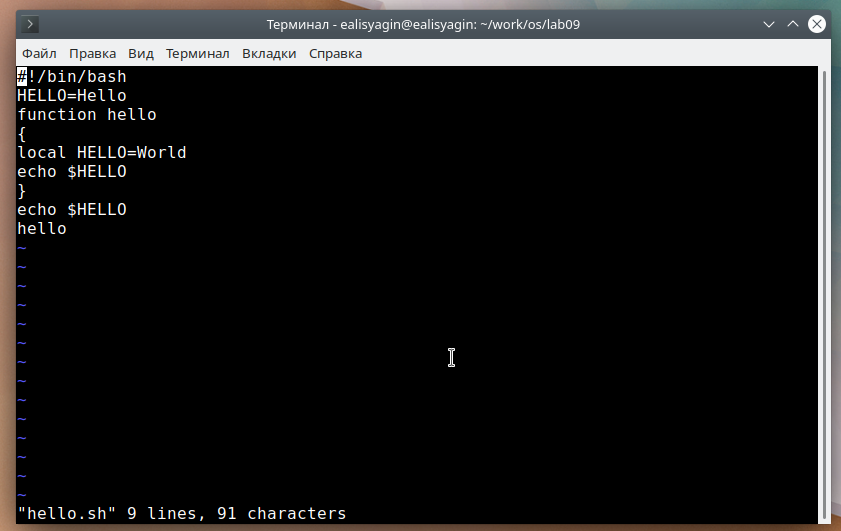 Терминал - ealisyagin@ealisyagin: ~/work/os/lab09
Файл Правка Вид Терминал Вкладки Справка
#!/bin/bash
HELLO=Hello
function hello
{
local HELLO=World
echo $HELLO
}
echo $HELLO
hello
~
~
~
~
~
~
~
~
~
~
~
~
~
~
"hello.sh" 9 lines, 91 characters